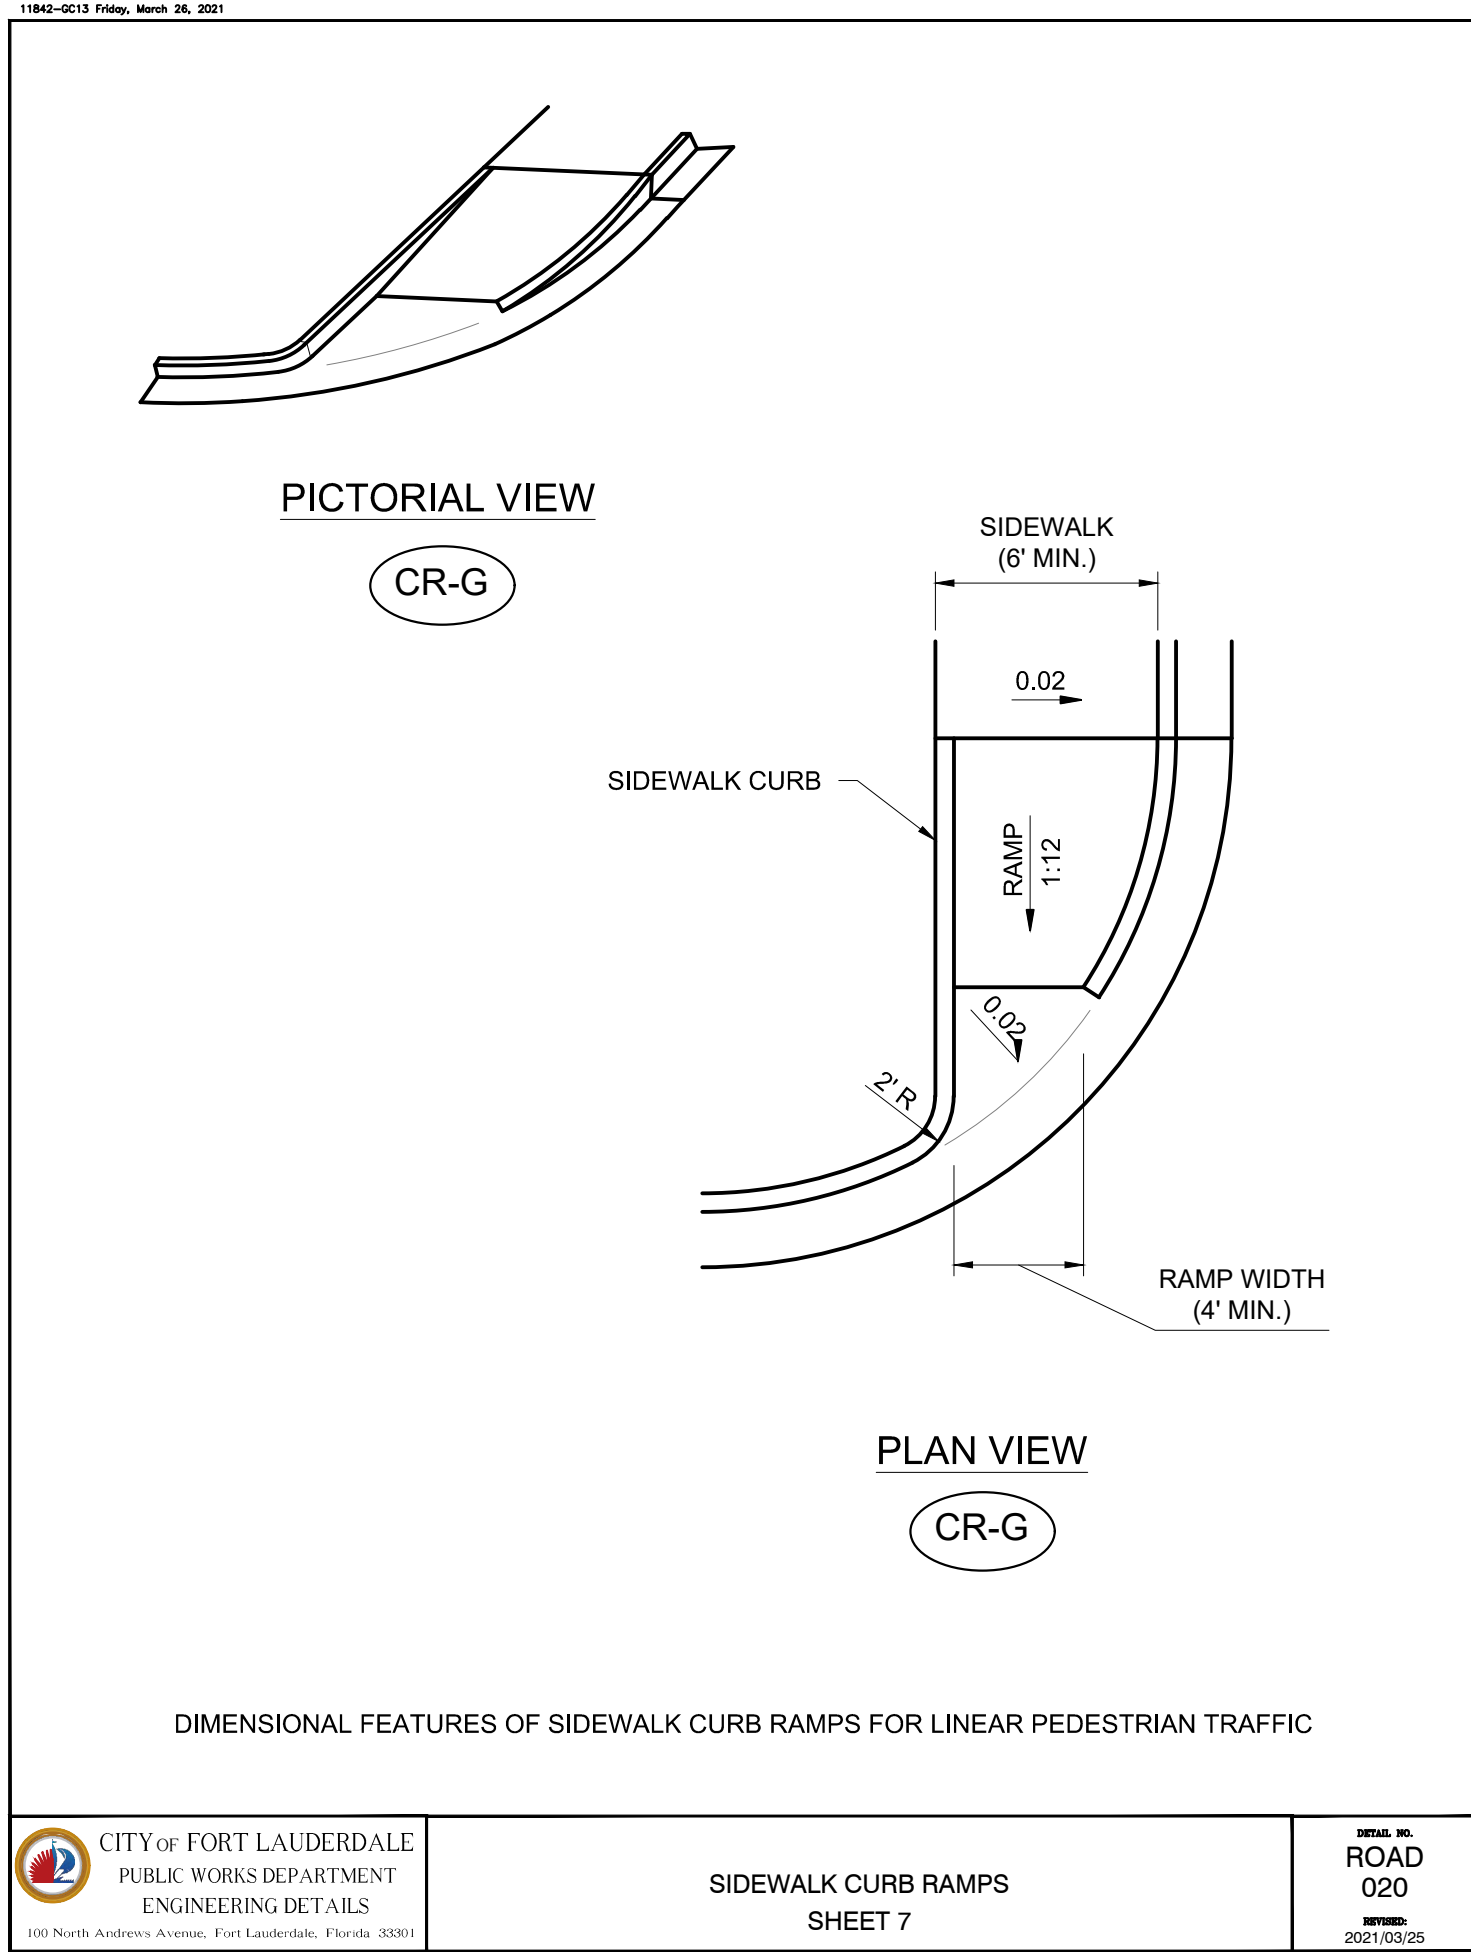 11842-GC13 Friday, March 26, 2021
PICTORIAL VIEW
CR-G
SIDEWALK
(6' MIN.)
0.02
SIDEWALK CURB
RAMP
1:12
0.02
2' R
RAMP WIDTH
(4' MIN.)
PLAN VIEW
CR-G
DIMENSIONAL FEATURES OF SIDEWALK CURB RAMPS FOR LINEAR PEDESTRIAN TRAFFIC
CITY OF FORT LAUDERDALE
PUBLIC WORKS DEPARTMENT
ENGINEERING DETAILS
100 North Andrews Avenue, Fort Lauderdale, Florida 33301
SIDEWALK CURB RAMPS
SHEET 7
DETAIL NO.
ROAD
020
REVISED:
2021/03/25